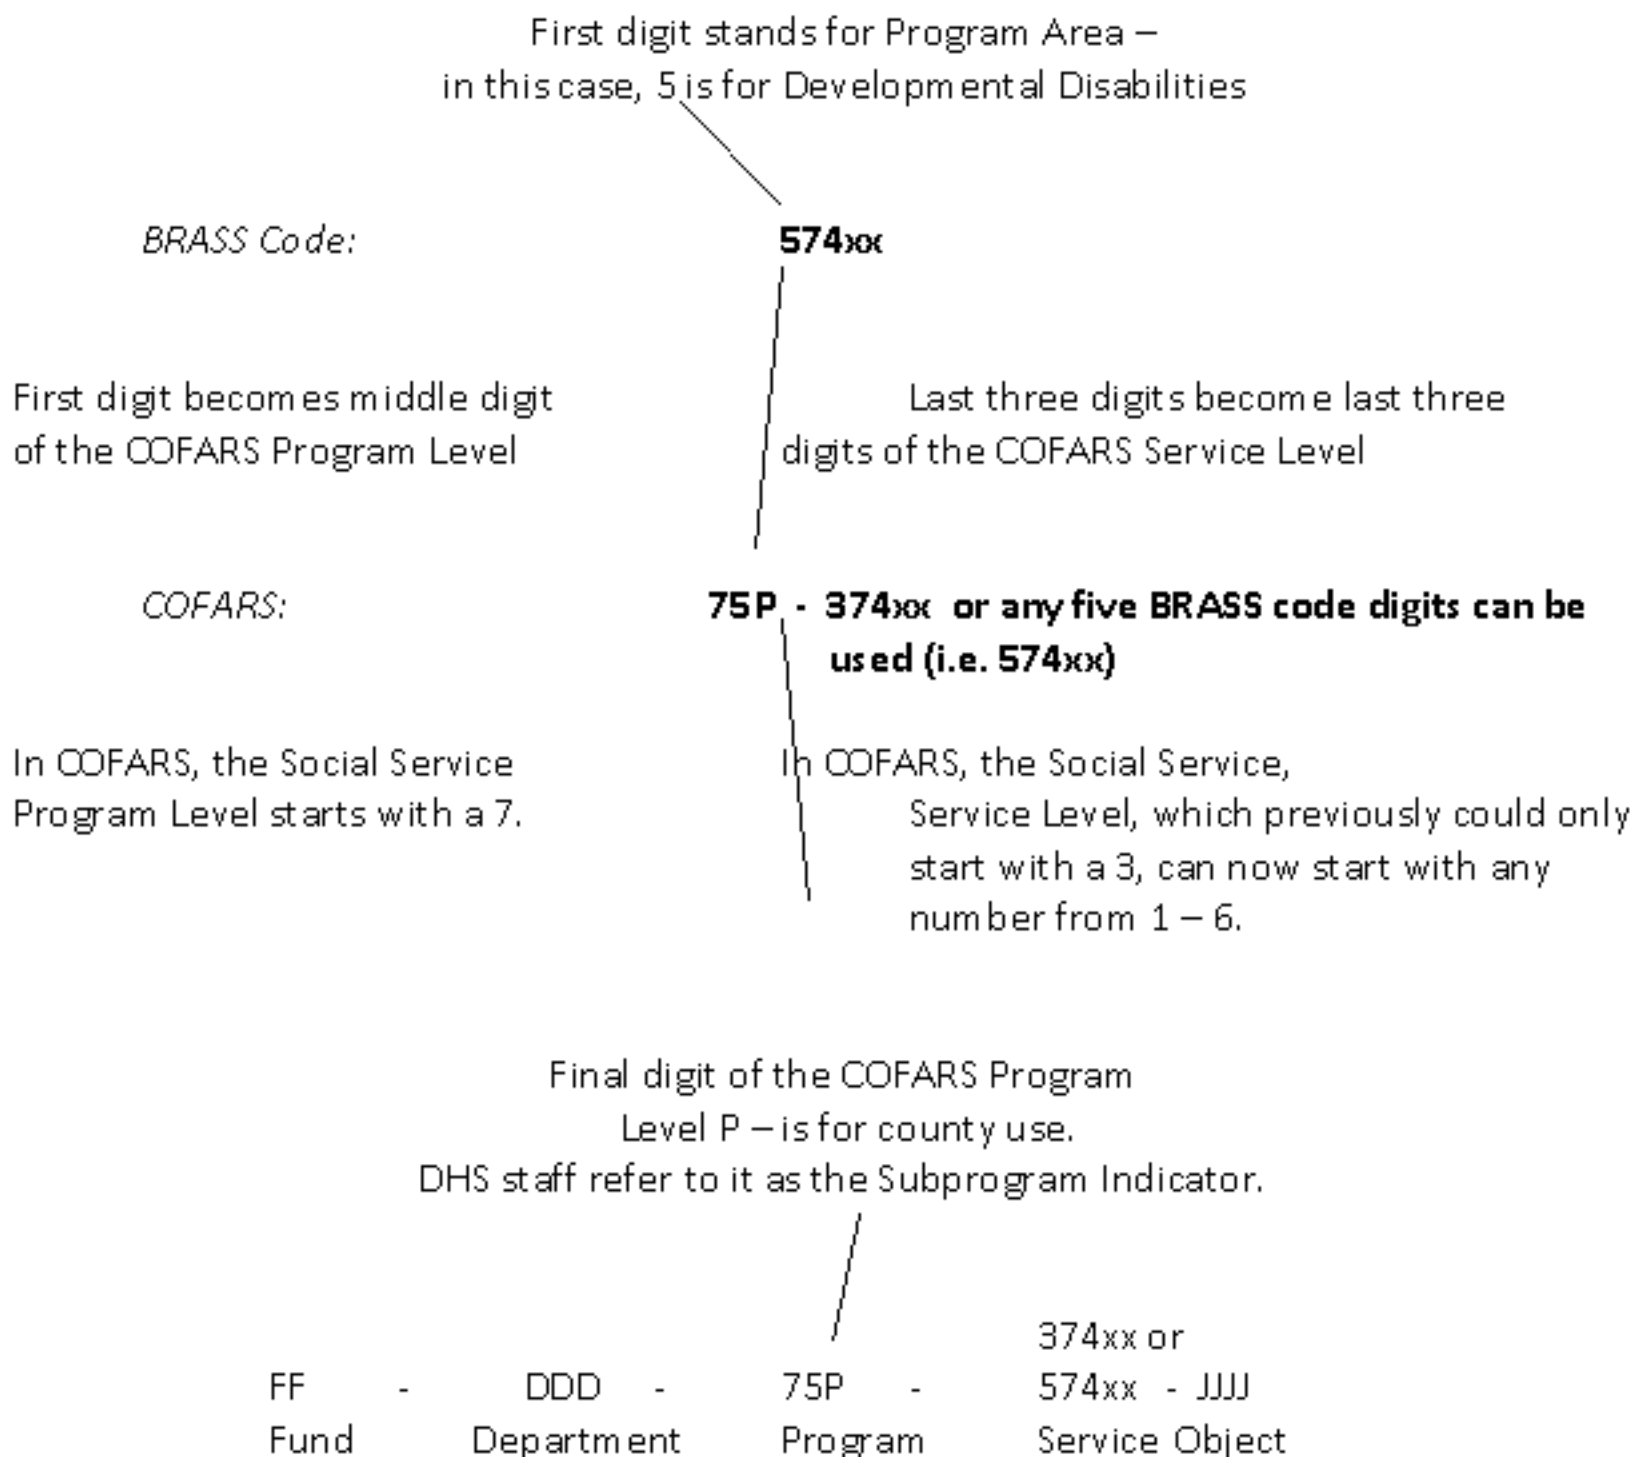 First digit stands for Program Area –
in this case, 5 is for Developmental Disabilities
BRASS Code: 574xx
First digit becomes middle digit
of the COFARS Program Level
Last three digits become last three
digits of the COFARS Service Level
COFARS: 75P - 374xx or any five BRASS code digits can be
used (i.e. 574xx)
In COFARS, the Social Service
Program Level starts with a 7.
In COFARS, the Social Service,
Service Level, which previously could only
start with a 3, can now start with any
number from 1 – 6.
Final digit of the COFARS Program
Level P – is for county use.
DHS staff refer to it as the Subprogram Indicator.
374xx or
FF - DDD - 75P - 574xx - JJJJ
Fund Department Program Service Object